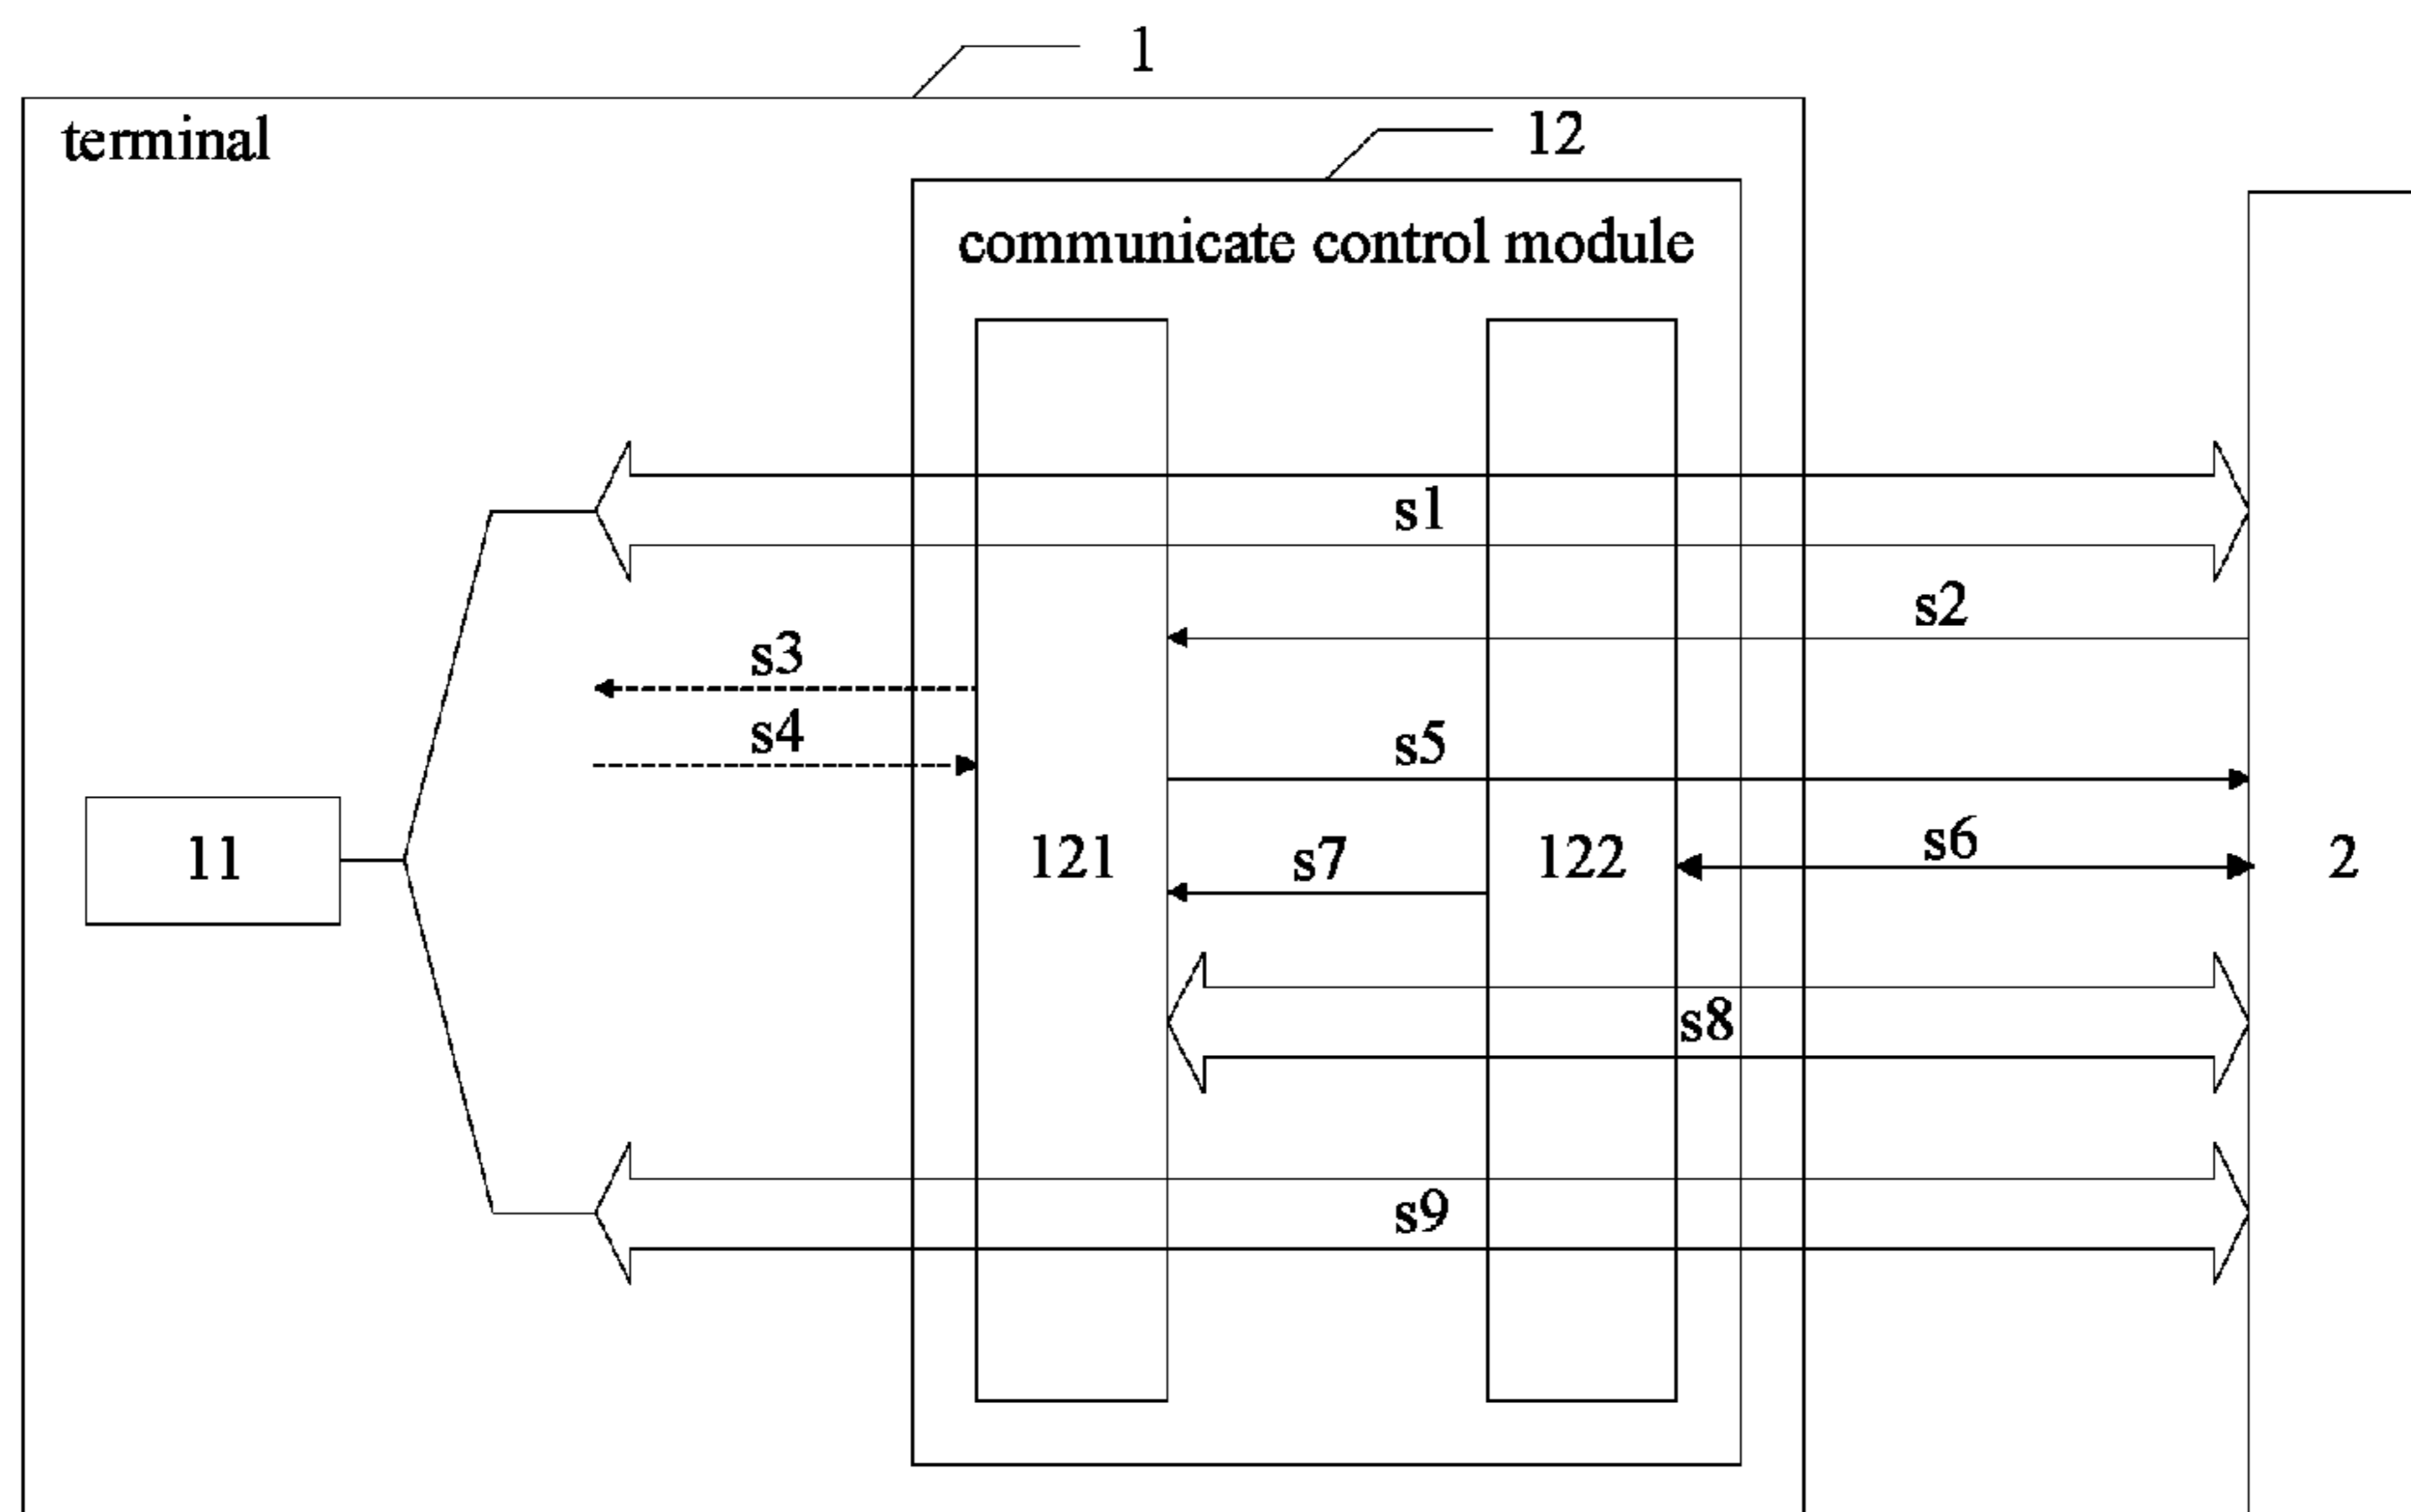 1
terminal
12
communicate control module
s1
s2
s3
s4
s5
11
121
s7
122
s6
2
s8
s9